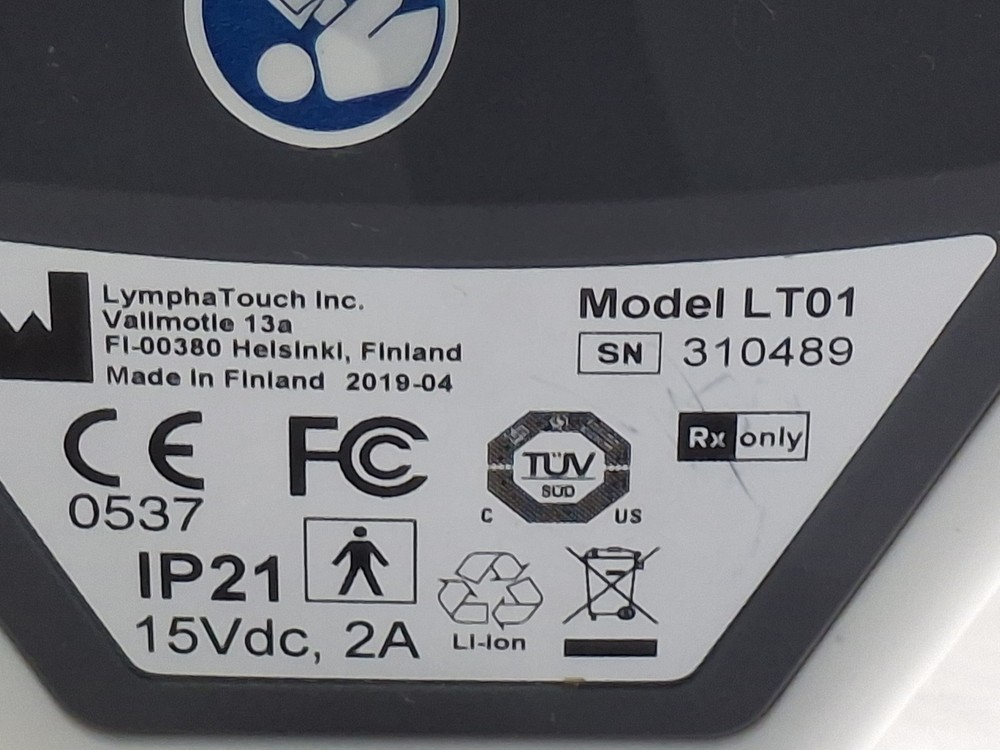 LymphaTouch Inc.
Valimotie 13a
FI-00380 Helsinki, Finland
Made in Finland 2019-04
Model LT01
SN 310489
CE
0537
FC
TÜV
SÜD
C US
Rx only
IP21
15Vdc, 2A
Li-Ion